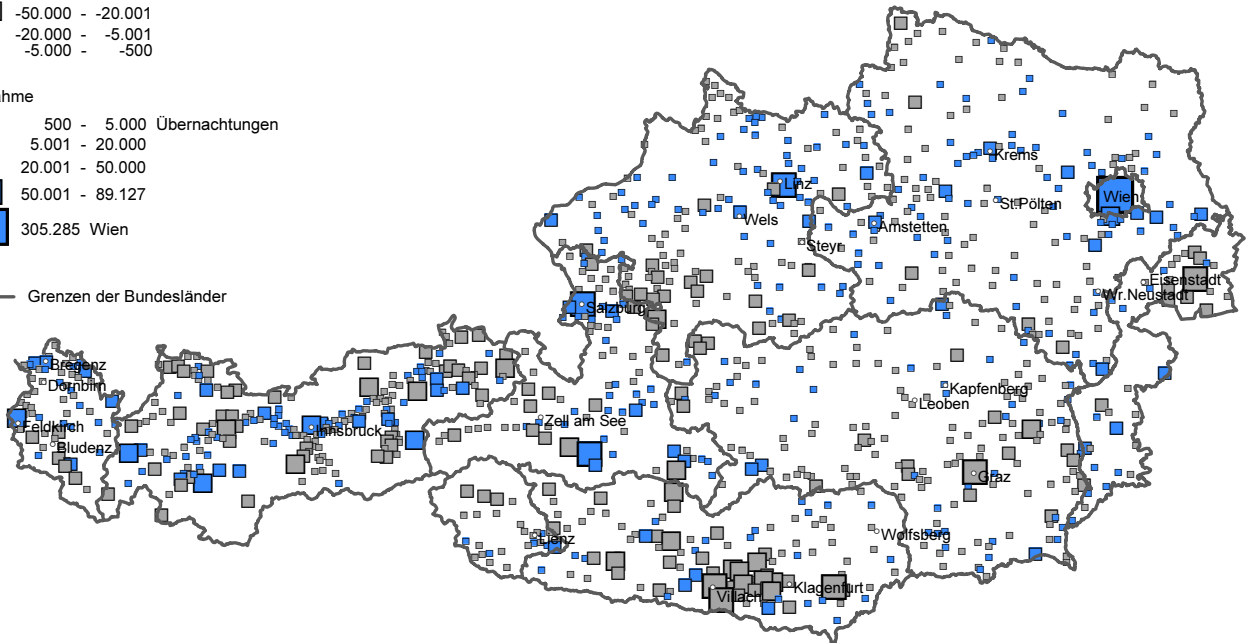 -50.000 - -20.001
-20.000 - -5.001
-5.000 - -500
500 - 5.000 Übernachtungen
5.001 - 20.000
20.001 - 50.000
50.001 - 89.127
305.285 Wien
Grenzen der Bundesländer
Krems
Linz
Wien
St.Pölten
Wels
Amstetten
Steyr
Eisenstadt
Wr.Neustadt
Salzburg
Bregenz
Dornbirn
Kapfenberg
Leoben
Zell am See
Feldkirch
Innsbruck
Bludenz
Graz
Wolfsberg
Lienz
Klagenfurt
Villach